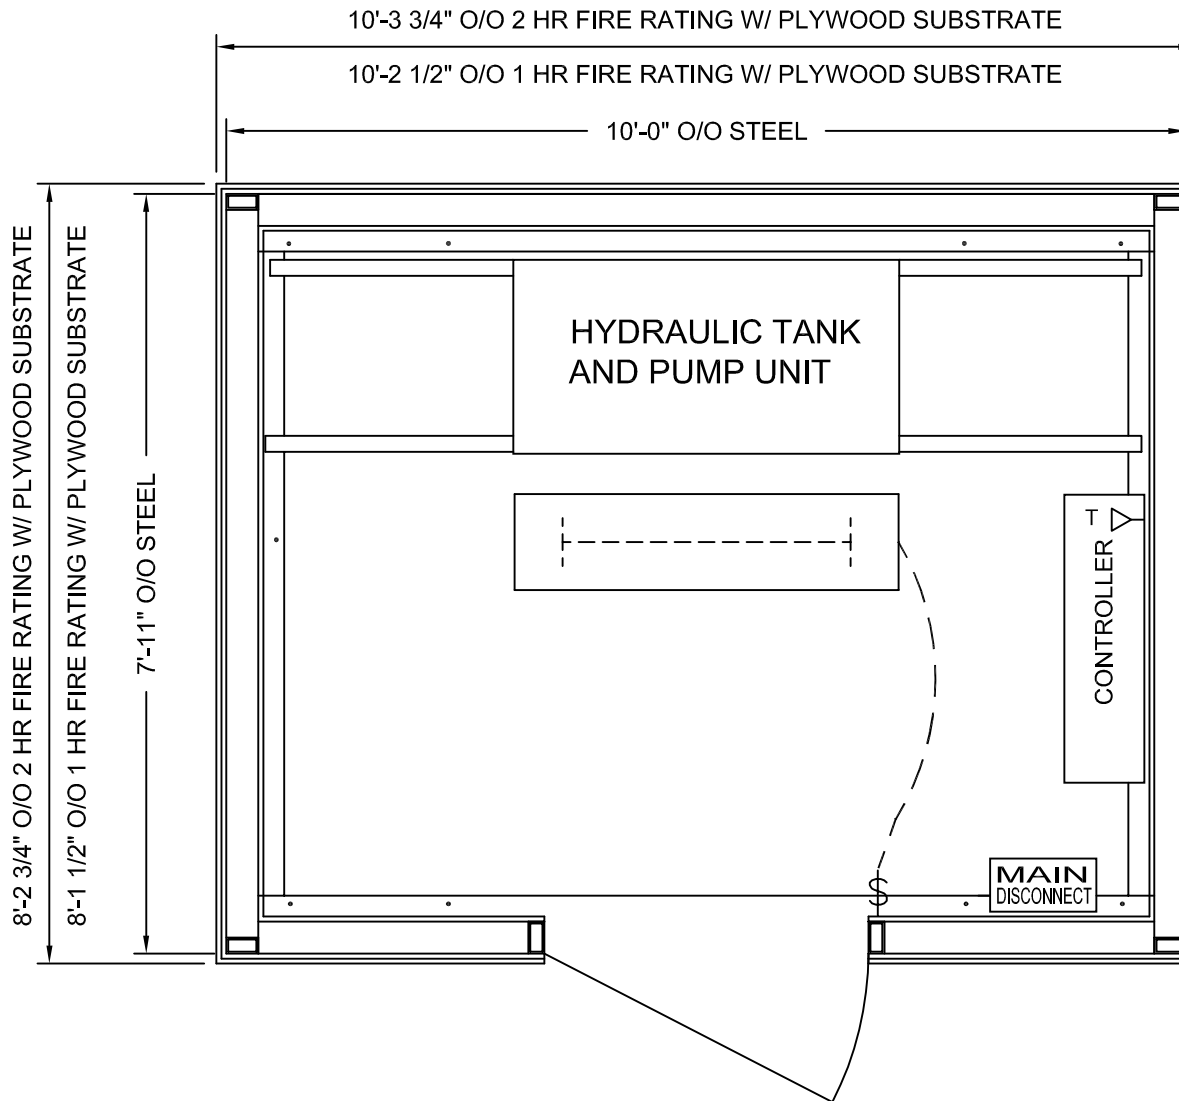 10'-3 3/4" O/O 2 HR FIRE RATING W/ PLYWOOD SUBSTRATE
10'-2 1/2" O/O 1 HR FIRE RATING W/ PLYWOOD SUBSTRATE
10'-0" O/O STEEL
8'-2 3/4" O/O 2 HR FIRE RATING W/ PLYWOOD SUBSTRATE
8'-1 1/2" O/O 1 HR FIRE RATING W/ PLYWOOD SUBSTRATE
7'-11" O/O STEEL
HYDRAULIC TANK
AND PUMP UNIT
T
CONTROLLER
S
MAIN
DISCONNECT